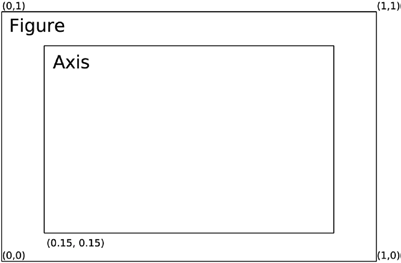 (0,1)
(1,1)
Figure
Axis
(0.15, 0.15)
(0,0)
(1,0)